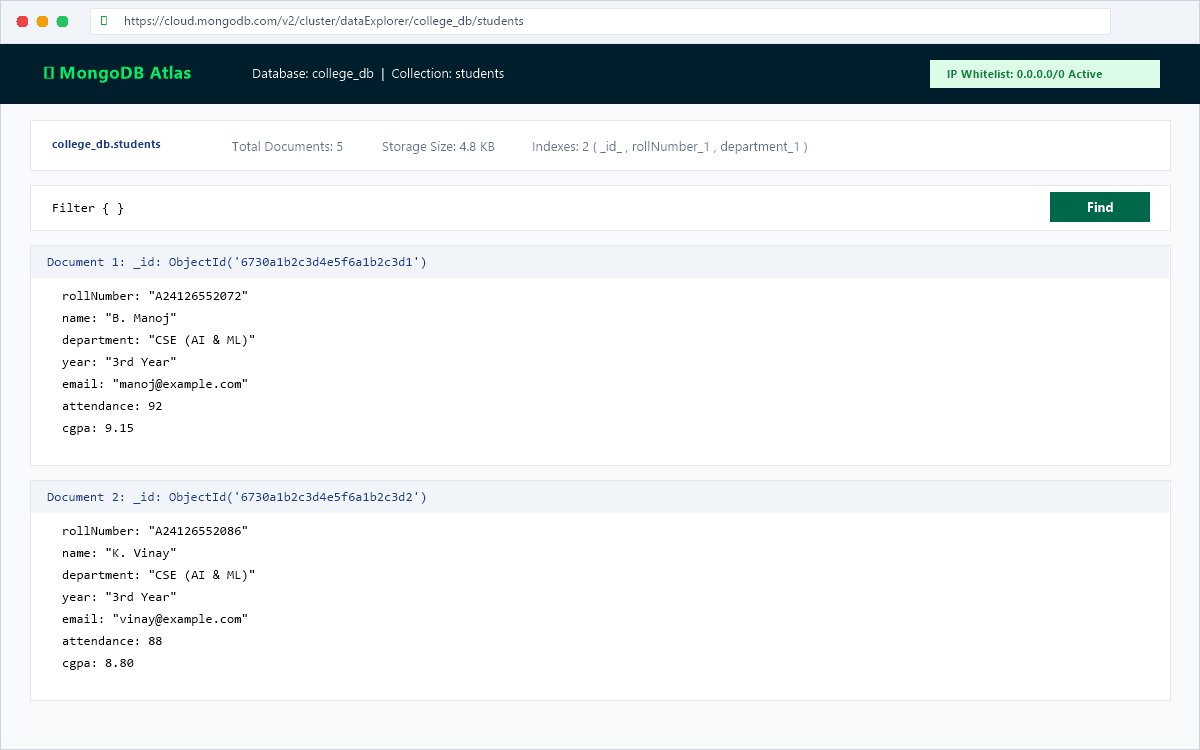 https://cloud.mongodb.com/v2/cluster/dataExplorer/college_db/students
MongoDB Atlas
Database: college_db | Collection: students
IP Whitelist: 0.0.0.0/0 Active
college_db.students
Total Documents: 5
Storage Size: 4.8 KB
Indexes: 2 ( _id_ , rollNumber_1 , department_1 )
Filter { }
Find
Document 1: _id: ObjectId('6730a1b2c3d4e5f6a1b2c3d1')
rollNumber: "A24126552072"
name: "B. Manoj"
department: "CSE (AI & ML)"
year: "3rd Year"
email: "manoj@example.com"
attendance: 92
cgpa: 9.15
Document 2: _id: ObjectId('6730a1b2c3d4e5f6a1b2c3d2')
rollNumber: "A24126552086"
name: "K. Vinay"
department: "CSE (AI & ML)"
year: "3rd Year"
email: "vinay@example.com"
attendance: 88
cgpa: 8.80